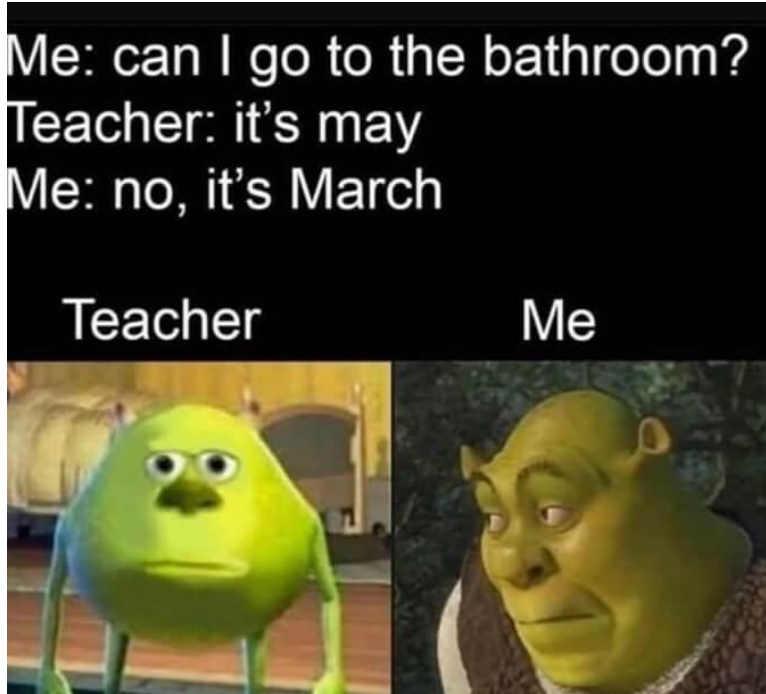 Me: can I go to the bathroom?
Teacher: it’s may
Me: no, it’s March
Teacher Me